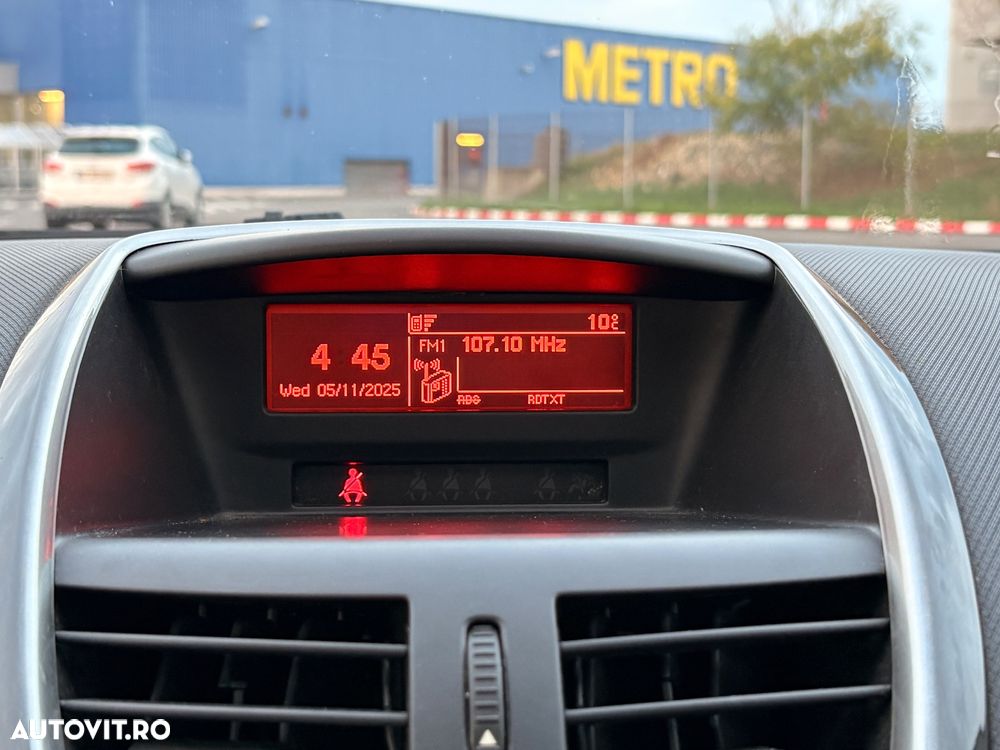 METRO
10°C
4 45
FM1 107.10 MHz
Wed 05/11/2025
RDS RDTXT
AUTOVIT.RO